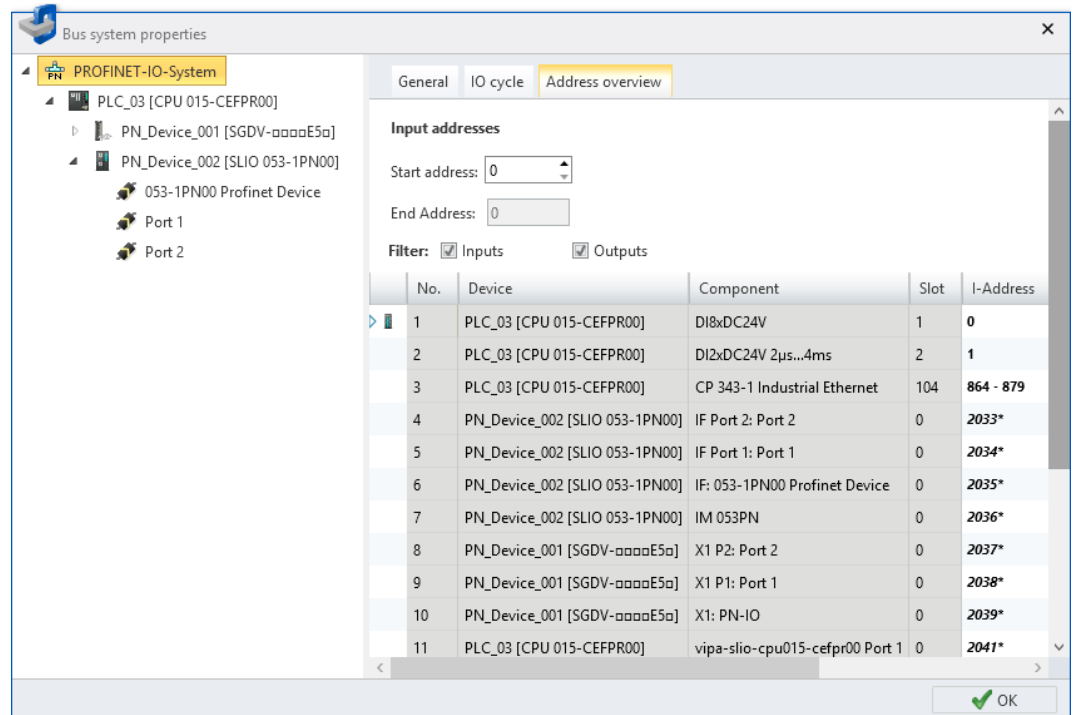 Bus system properties
PROFINET-IO-System
PLC_03 [CPU 015-CEFPR00]
PN_Device_001 [SGDV-□□□□E5□]
PN_Device_002 [SLIO 053-1PN00]
053-1PN00 Profinet Device
Port 1
Port 2
General IO cycle Address overview
Input addresses
Start address: 0
End Address: 0
Filter: Inputs Outputs
No. Device Component Slot I-Address
1 PLC_03 [CPU 015-CEFPR00] DI8xDC24V 1 0
2 PLC_03 [CPU 015-CEFPR00] DI2xDC24V 2µs...4ms 2 1
3 PLC_03 [CPU 015-CEFPR00] CP 343-1 Industrial Ethernet 104 864 - 879
4 PN_Device_002 [SLIO 053-1PN00] IF Port 2: Port 2 0 2033*
5 PN_Device_002 [SLIO 053-1PN00] IF Port 1: Port 1 0 2034*
6 PN_Device_002 [SLIO 053-1PN00] IF: 053-1PN00 Profinet Device 0 2035*
7 PN_Device_002 [SLIO 053-1PN00] IM 053PN 0 2036*
8 PN_Device_001 [SGDV-□□□□E5□] X1 P2: Port 2 0 2037*
9 PN_Device_001 [SGDV-□□□□E5□] X1 P1: Port 1 0 2038*
10 PN_Device_001 [SGDV-□□□□E5□] X1: PN-IO 0 2039*
11 PLC_03 [CPU 015-CEFPR00] vipa-slio-cpu015-cefpr00 Port 1 0 2041*
OK